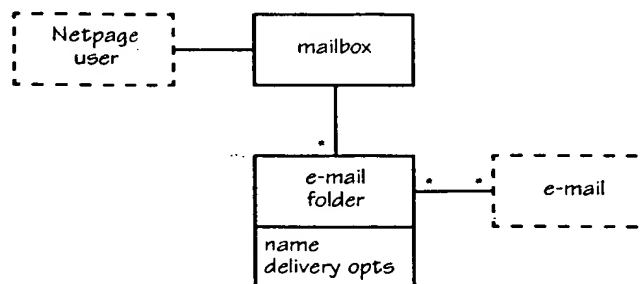 Netpage
user
mailbox
*
e-mail
folder
* *
e-mail
name
delivery opts